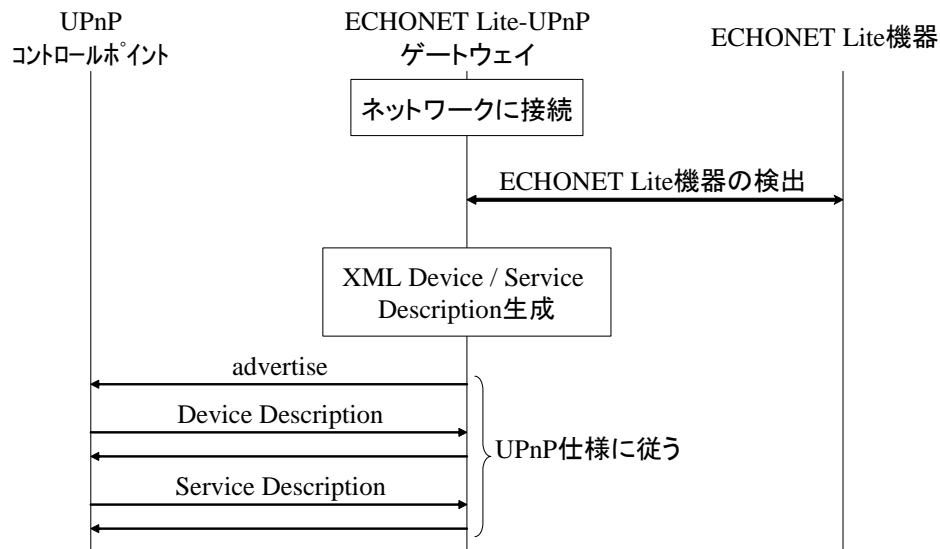 UPnP
コントロールポイント
ECHONET Lite-UPnP
ゲートウェイ
ECHONET Lite機器
ネットワークに接続
ECHONET Lite機器の検出
XML Device / Service
Description生成
advertise
Device Description
UPnP仕様に従う
Service Description